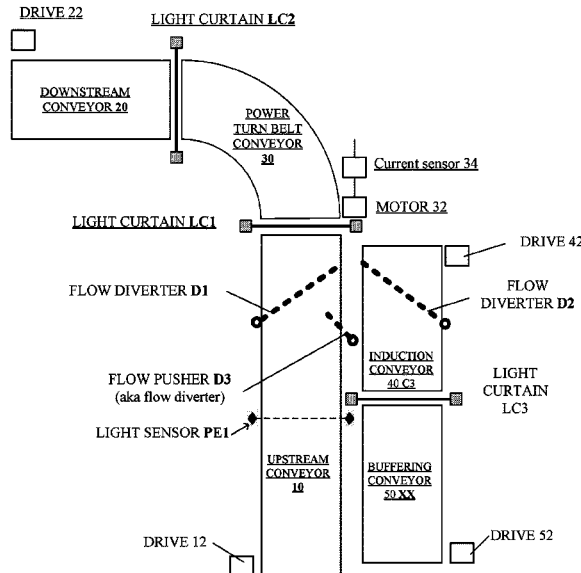 DRIVE 22
LIGHT CURTAIN LC2
DOWNSTREAM
CONVEYOR 20
POWER
TURN BELT
CONVEYOR
30
Current sensor 34
MOTOR 32
LIGHT CURTAIN LC1
DRIVE 42
FLOW DIVERTER D1
FLOW
DIVERTER D2
FLOW PUSHER D3
(aka flow diverter)
INDUCTION
CONVEYOR
40 C3
LIGHT
CURTAIN
LC3
LIGHT SENSOR PE1
UPSTREAM
CONVEYOR
10
BUFFERING
CONVEYOR
50 XX
DRIVE 12
DRIVE 52